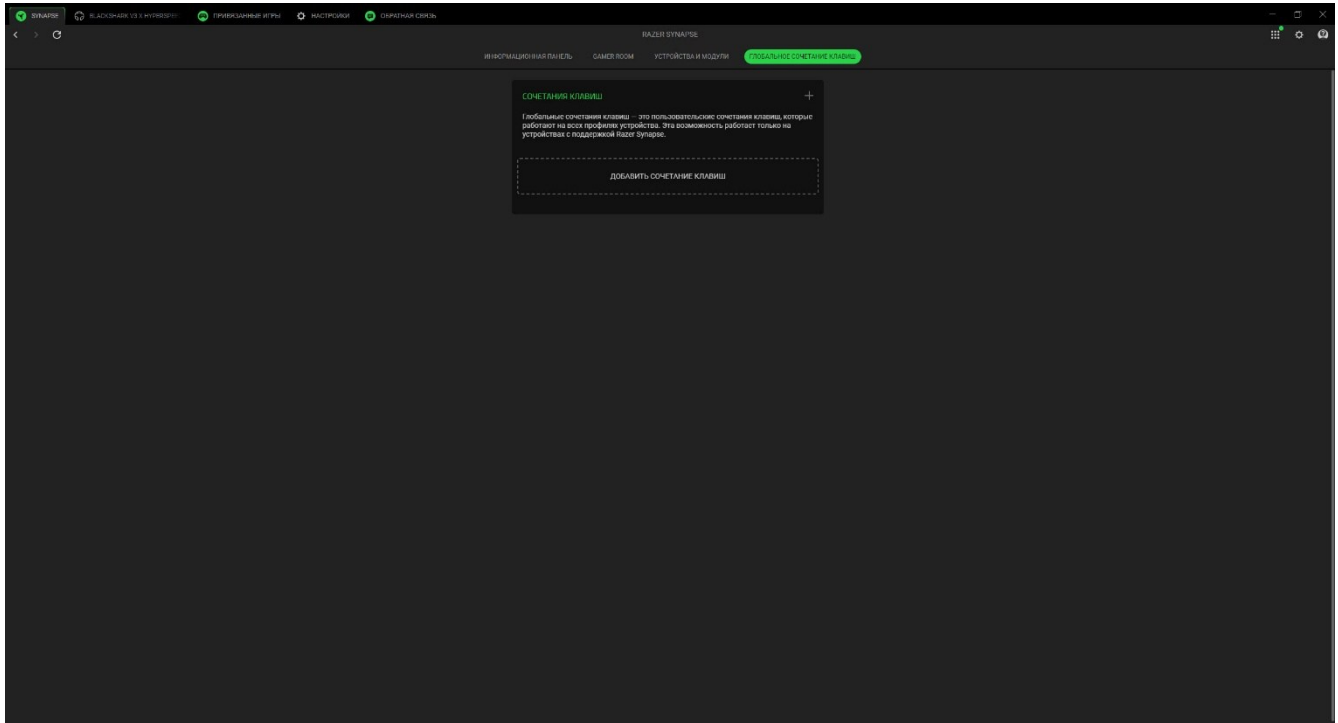 SYNAPSE
BLACKSHARK V3 X HYPERSPE
ПРИВЯЗАННЫЕ ИГРЫ
НАСТРОЙКИ
ОБРАТНАЯ СВЯЗЬ
RAZER SYNAPSE
ИНФОРМАЦИОННАЯ ПАНЕЛЬ
GAMER ROOM
УСТРОЙСТВА И МОДУЛИ
ГЛОБАЛЬНОЕ СОЧЕТАНИЕ КЛАВИШ
СОЧЕТАНИЯ КЛАВИШ
Глобальные сочетания клавиш — это пользовательские сочетания клавиш, которые
работают на всех профилях устройства. Эта возможность работает только на
устройствах с поддержкой Razer Synapse.
ДОБАВИТЬ СОЧЕТАНИЕ КЛАВИШ